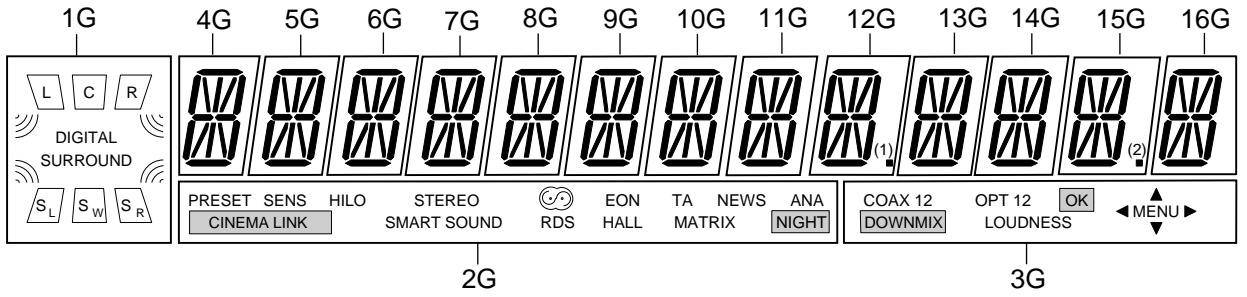 1G 4G 5G 6G 7G 8G 9G 10G 11G 12G 13G 14G 15G 16G
L C R
DIGITAL
SURROUND
SL SW SR
(1) (2)
PRESET SENS HILO STEREO EON TA NEWS ANA
CINEMA LINK SMART SOUND RDS HALL MATRIX NIGHT
COAX 12 OPT 12 OK
DOWNMIX LOUDNESS
◄ MENU ►
2G 3G